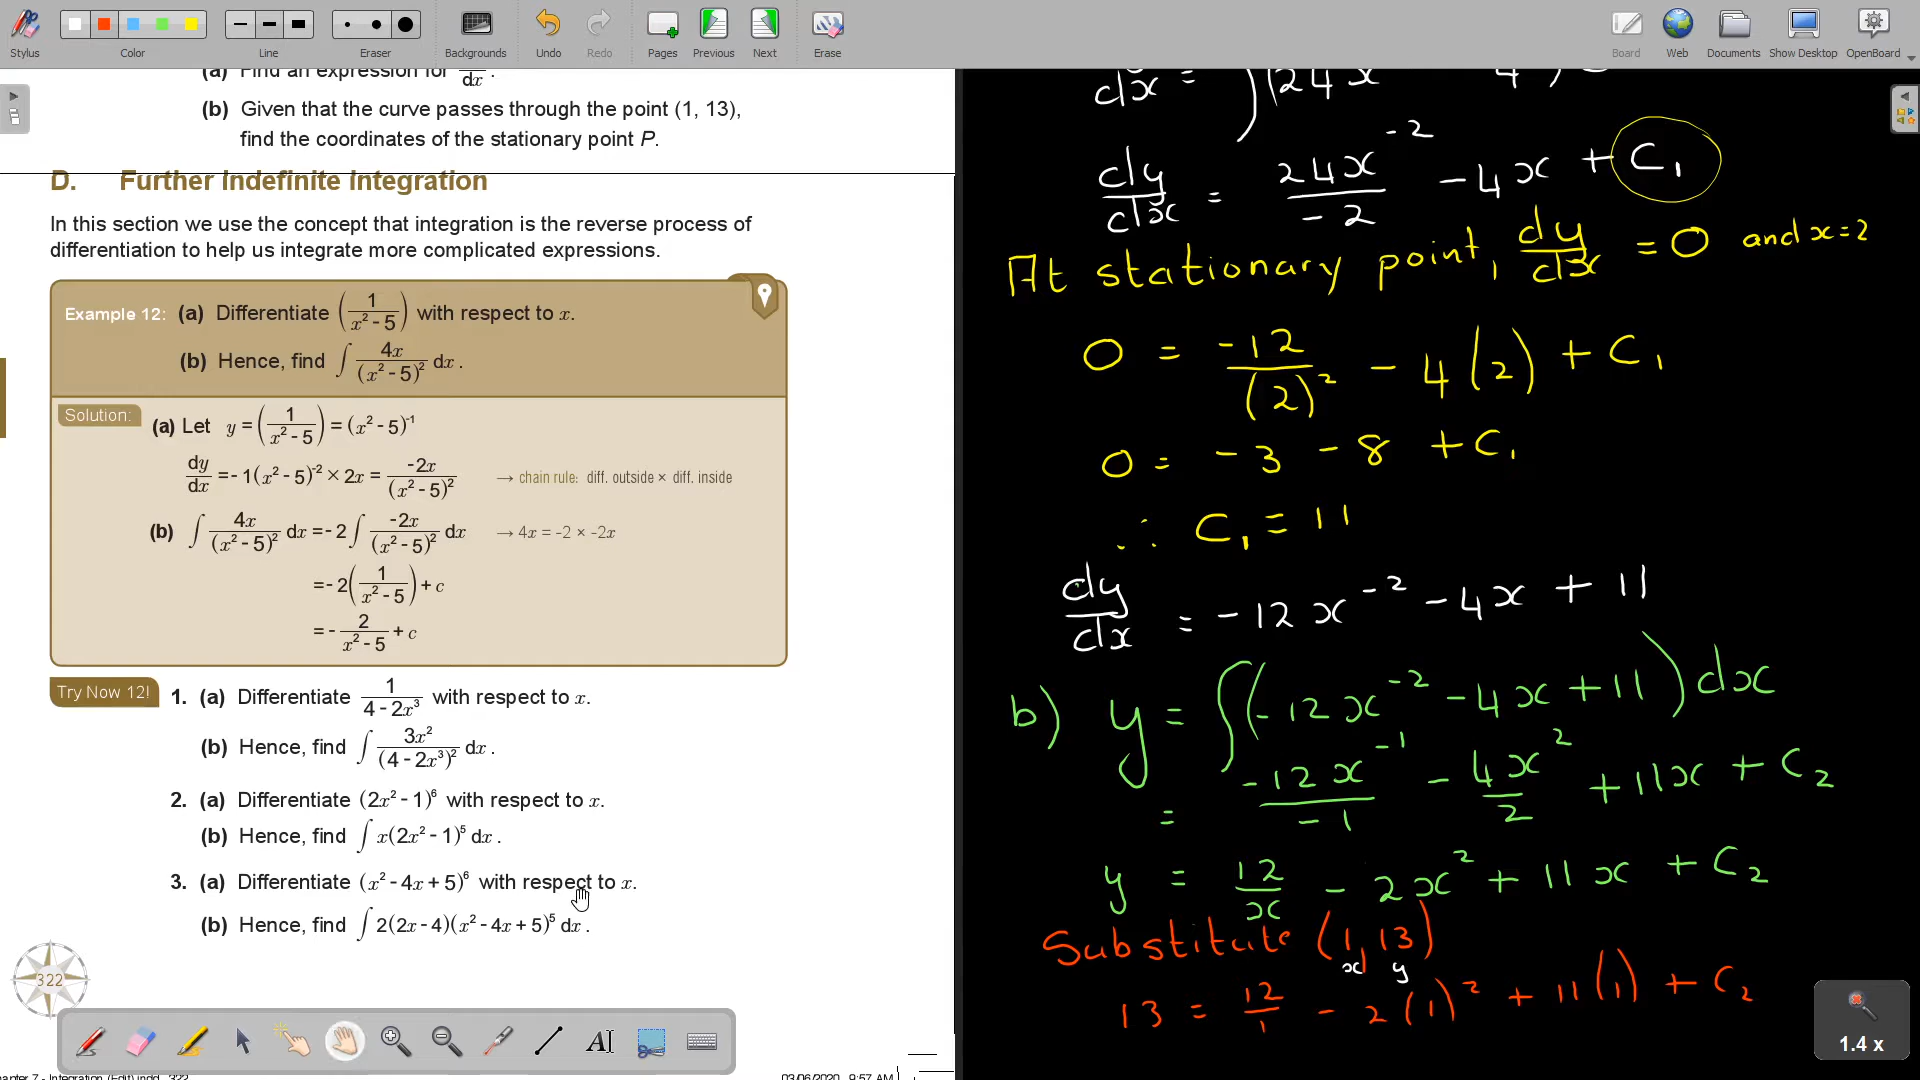 Stylus Color Line Eraser Backgrounds Undo Redo Pages Previous Next Erase Board Web Documents Show Desktop OpenBoard
(a) Find an expression for dy/dx.
(b) Given that the curve passes through the point (1, 13),
find the coordinates of the stationary point P.
D. Further Indefinite Integration
In this section we use the concept that integration is the reverse process of
differentiation to help us integrate more complicated expressions.
Example 12: (a) Differentiate (1/(x² - 5)) with respect to x.
(b) Hence, find ∫ 4x/(x² - 5)² dx.
Solution:
(a) Let y = (1/(x² - 5)) = (x² - 5)⁻¹
dy/dx = - 1(x² - 5)⁻² × 2x = -2x/(x² - 5)² → chain rule: diff. outside × diff. inside
(b) ∫ 4x/(x² - 5)² dx = - 2 ∫ -2x/(x² - 5)² dx → 4x = -2 × -2x
= - 2(1/(x² - 5)) + c
= - 2/(x² - 5) + c
Try Now 12!
1. (a) Differentiate 1/(4 - 2x³) with respect to x.
(b) Hence, find ∫ 3x²/(4 - 2x³)² dx.
2. (a) Differentiate (2x² - 1)⁶ with respect to x.
(b) Hence, find ∫ x(2x² - 1)⁵ dx.
3. (a) Differentiate (x² - 4x + 5)⁶ with respect to x.
(b) Hence, find ∫ 2(2x - 4)(x² - 4x + 5)⁵ dx.
322
03/06/2020 9:57 AM
dy/dx = 24x⁻²/-2 - 4x + C₁
At stationary point, dy/dx = 0 and x = 2
0 = -12/(2)² - 4(2) + C₁
0 = - 3 - 8 + C₁
∴ C₁ = 11
dy/dx = - 12x⁻² - 4x + 11
b) y = ∫(- 12x⁻² - 4x + 11) dx
= -12x⁻¹/-1 - 4x²/2 + 11x + C₂
y = 12/x - 2x² + 11x + C₂
Substitute (1, 13)
x y
13 = 12/1 - 2(1)² + 11(1) + C₂
1.4 x